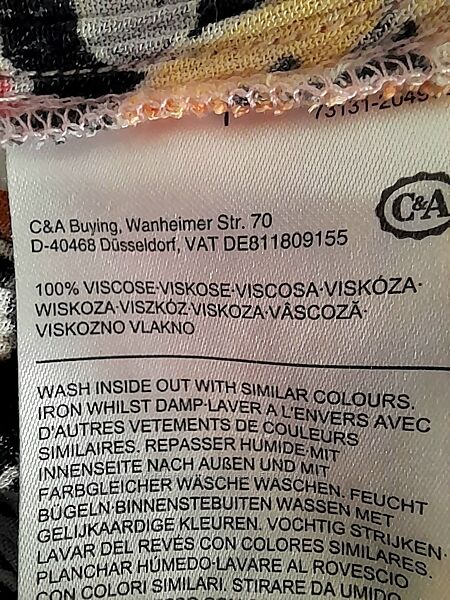 73131-2049
C&A
C&A Buying, Wanheimer Str. 70
D-40468 Düsseldorf, VAT DE811809155
100% VISCOSE·VISKOSE·VISCOSA·VISKÓZA·
WISKOZA·VISZKÓZ·VISKOZA·VÂSCOZĂ·
VISKOZNO VLAKNO
WASH INSIDE OUT WITH SIMILAR COLOURS.
IRON WHILST DAMP·LAVER A L'ENVERS AVEC
D'AUTRES VETEMENTS DE COULEURS
SIMILAIRES. REPASSER HUMIDE·MIT
INNENSEITE NACH AUßEN UND MIT
FARBGLEICHER WÄSCHE WASCHEN. FEUCHT
BÜGELN·BINNENSTEBUITEN WASSEN MET
GELIJKAARDIGE KLEUREN. VOCHTIG STRIJKEN·
LAVAR DEL REVES CON COLORES SIMILARES.
PLANCHAR HÚMEDO·LAVARE AL ROVESCIO
CON COLORI SIMILARI. STIRARE DA UMIDO